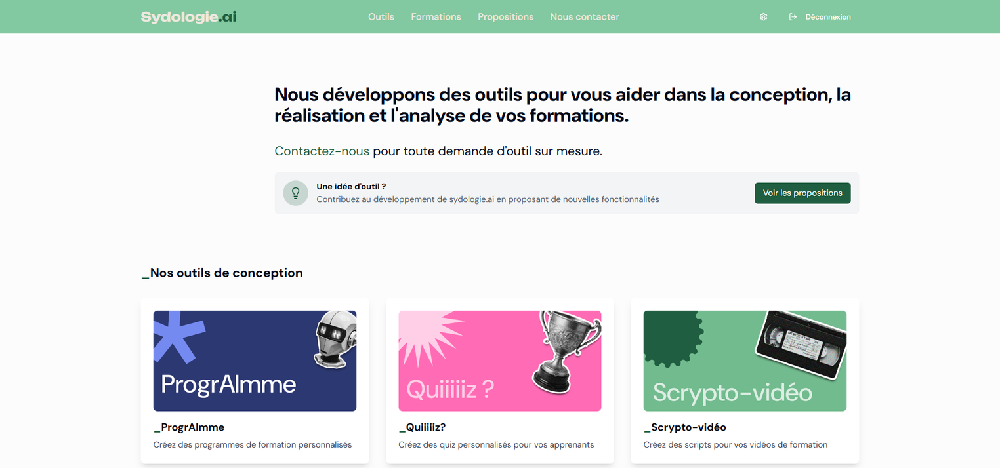 Sydologie.ai
Outils
Formations
Propositions
Nous contacter
Déconnexion
Nous développons des outils pour vous aider dans la conception, la
réalisation et l'analyse de vos formations.
Contactez-nous pour toute demande d'outil sur mesure.
Une idée d'outil ?
Contribuez au développement de sydologie.ai en proposant de nouvelles fonctionnalités
Voir les propositions
_Nos outils de conception
ProgrAImme
_ProgrAImme
Créez des programmes de formation personnalisés
Quiiiiiz ?
_Quiiiiiz?
Créez des quiz personnalisés pour vos apprenants
Scrypto-vidéo
_Scrypto-vidéo
Créez des scripts pour vos vidéos de formation